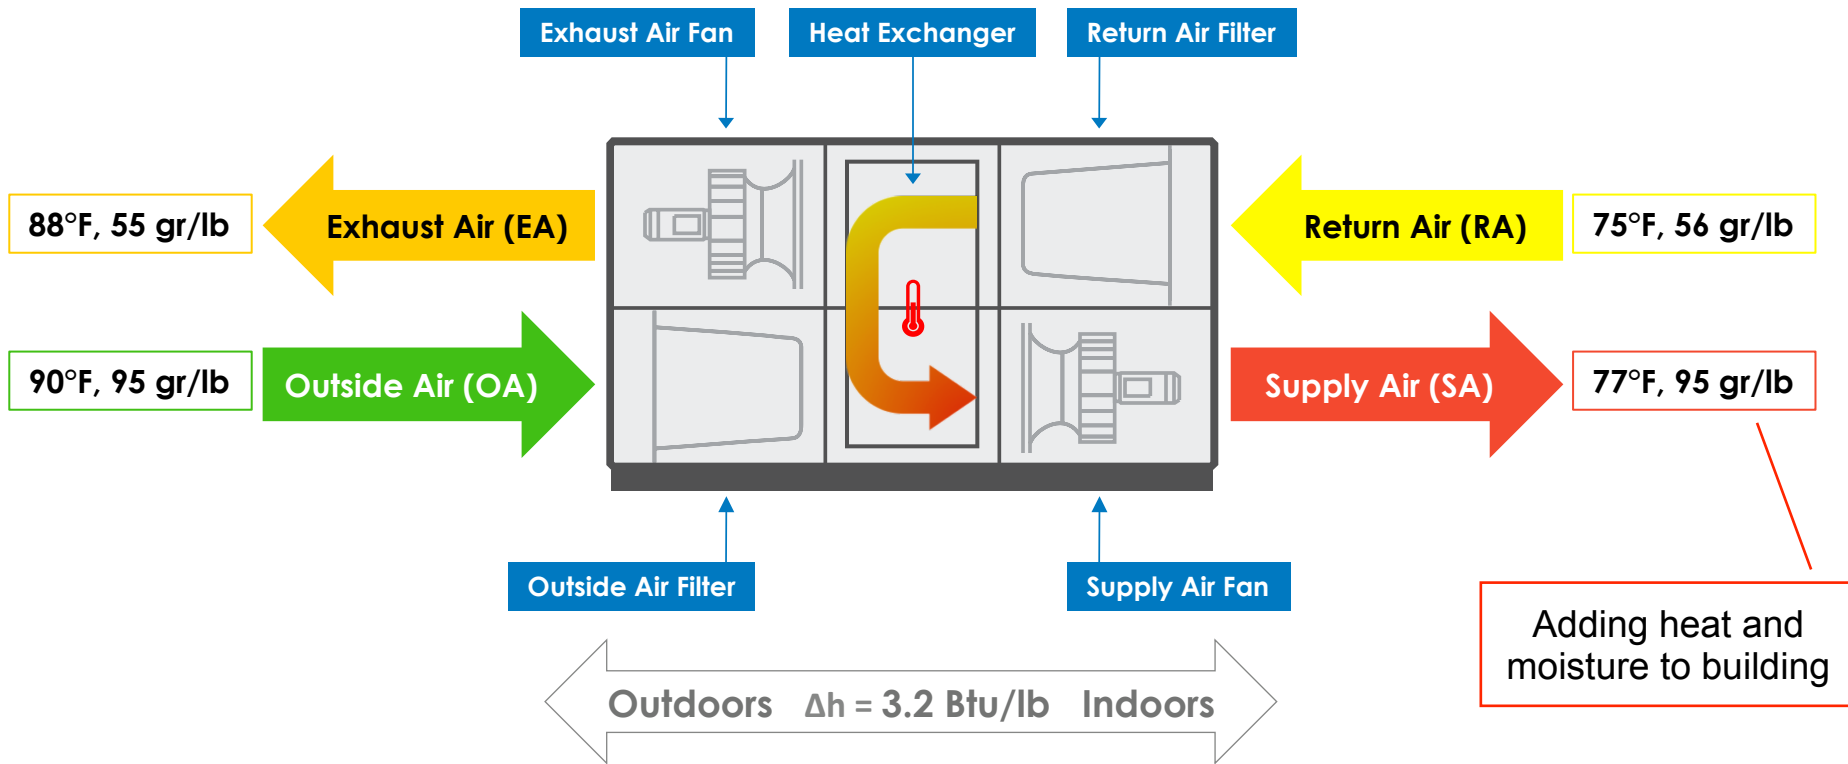 Exhaust Air Fan
Heat Exchanger
Return Air Filter
88°F, 55 gr/lb
Exhaust Air (EA)
Return Air (RA)
75°F, 56 gr/lb
90°F, 95 gr/lb
Outside Air (OA)
Supply Air (SA)
77°F, 95 gr/lb
Outside Air Filter
Supply Air Fan
Adding heat and
moisture to building
Outdoors Δh = 3.2 Btu/lb Indoors